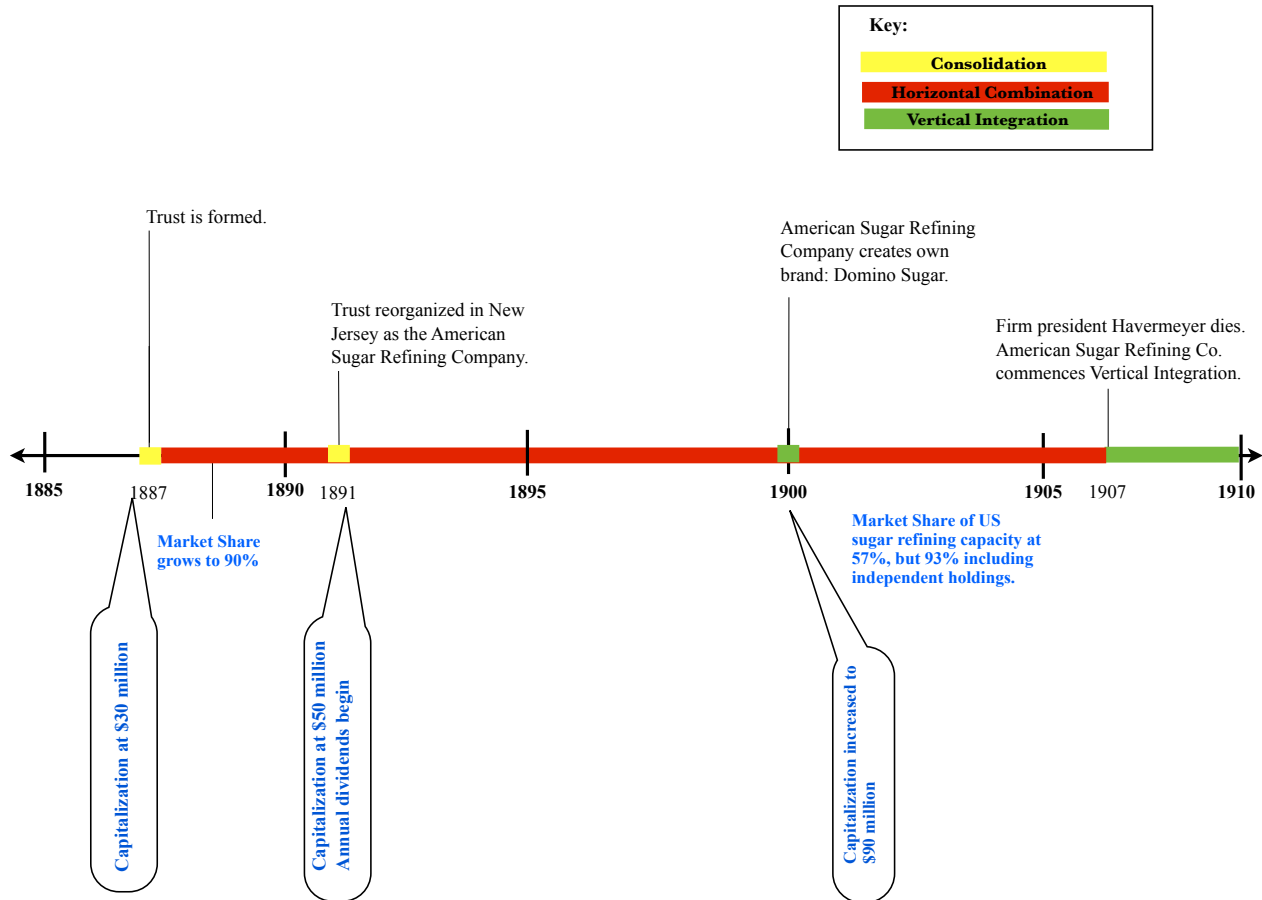 Key:
Consolidation
Horizontal Combination
Vertical Integration
Trust is formed.
American Sugar Refining
Company creates own
brand: Domino Sugar.
Trust reorganized in New
Jersey as the American
Sugar Refining Company.
Firm president Havermeyer dies.
American Sugar Refining Co.
commences Vertical Integration.
1885
1887
1890
1891
1895
1900
1905
1907
1910
Market Share
grows to 90%
Market Share of US
sugar refining capacity at
57%, but 93% including
independent holdings.
Capitalization at $30 million
Capitalization at $50 million
Annual dividends begin
Capitalization increased to
$90 million